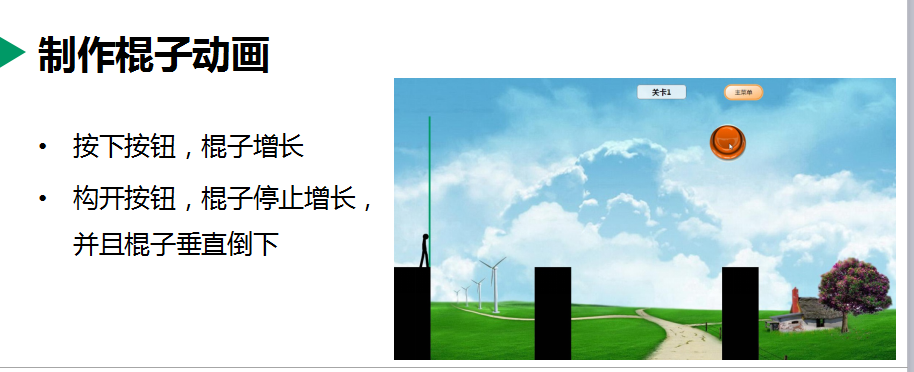 制作棍子动画
关卡1
主菜单
• 按下按钮，棍子增长
• 构开按钮，棍子停止增长，
并且棍子垂直倒下